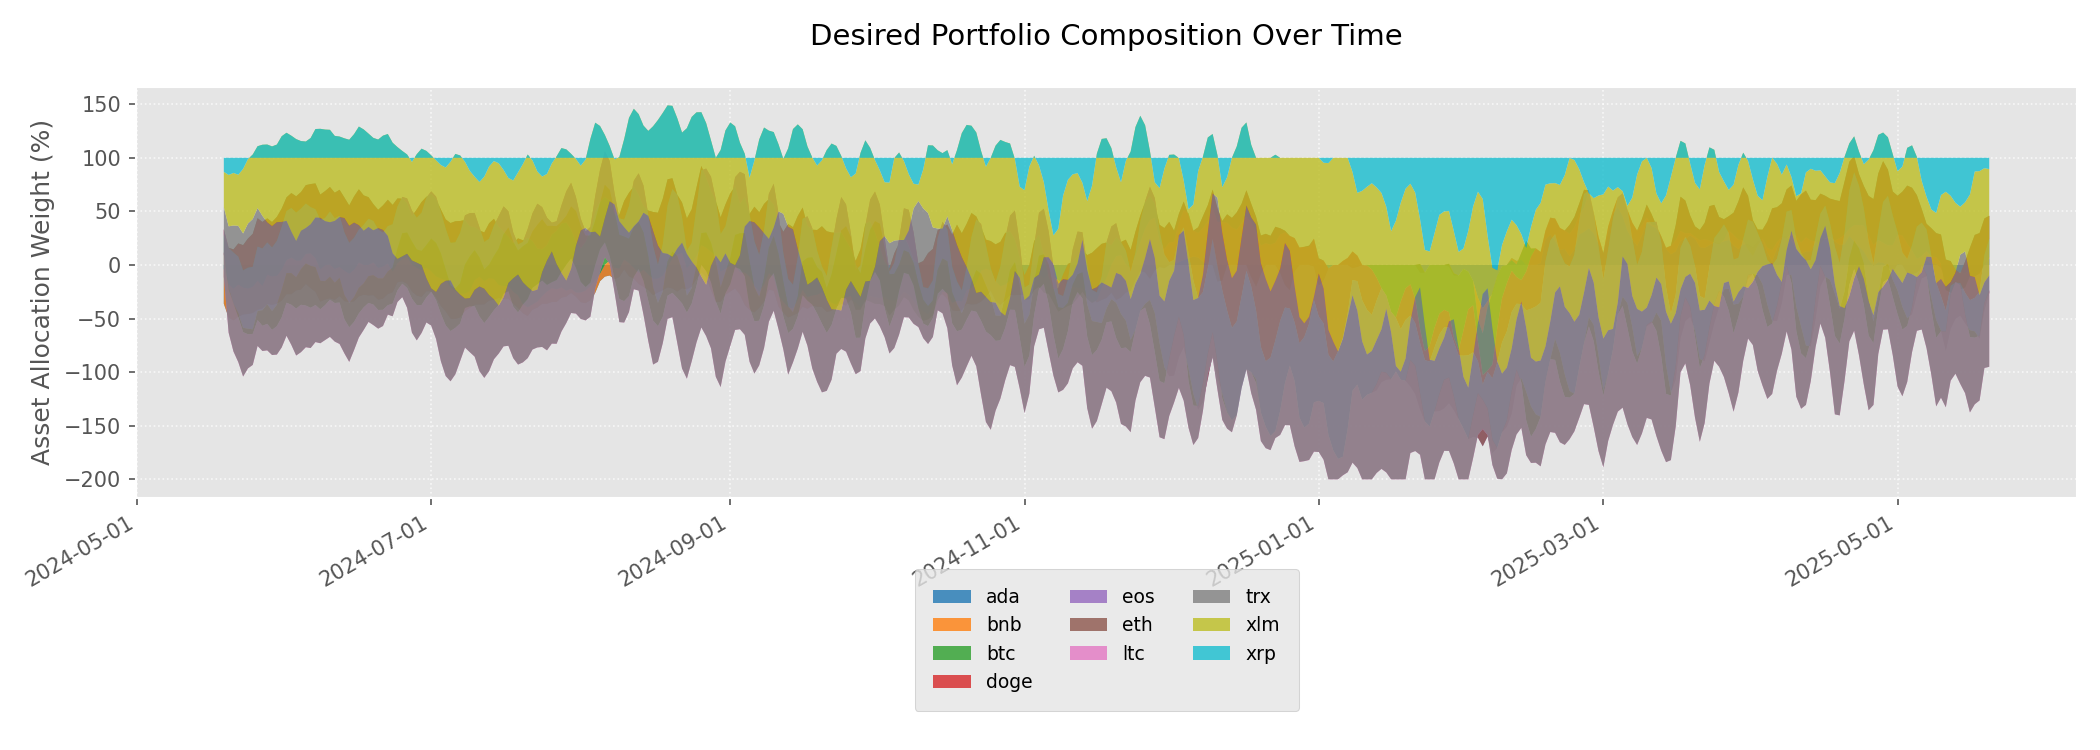 Desired Portfolio Composition Over Time
Asset Allocation Weight (%)
150
100
50
0
−50
−100
−150
−200
2024-05-01
2024-07-01
2024-09-01
2024-11-01
2025-01-01
2025-03-01
2025-05-01
ada
bnb
btc
doge
eos
eth
ltc
trx
xlm
xrp